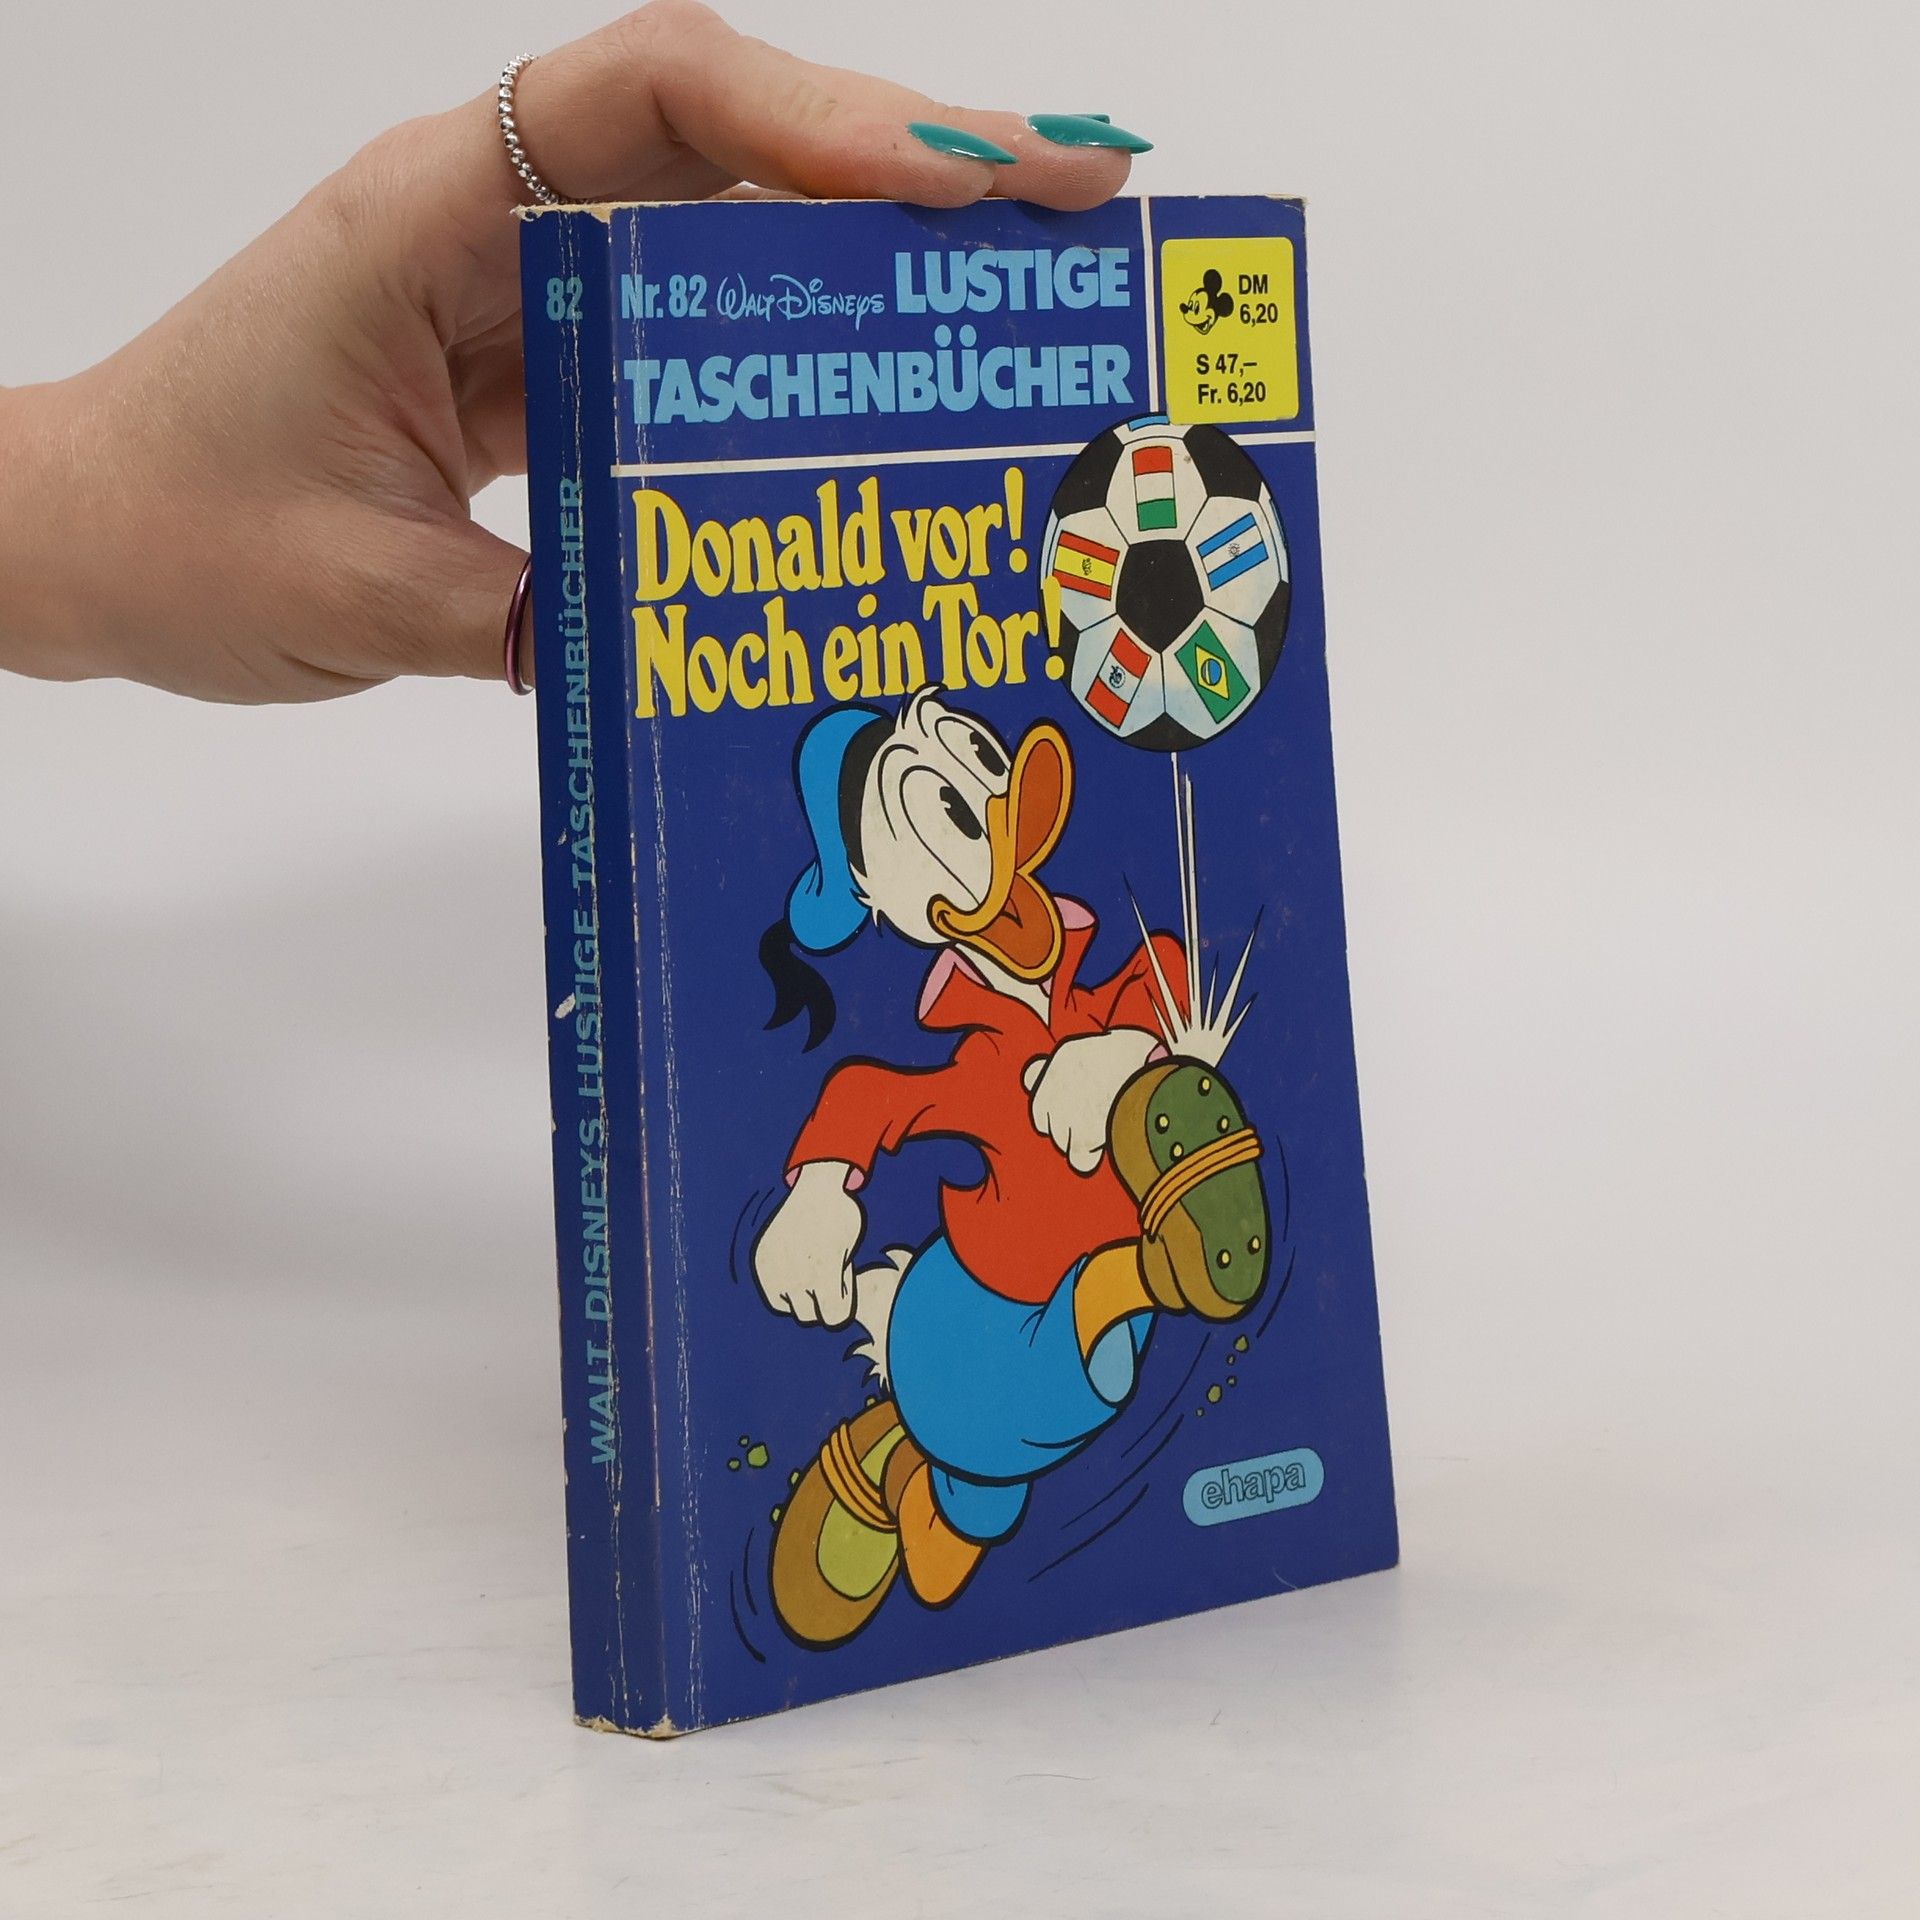 82
Nr. 82 Walt Disneys LUSTIGE
TASCHENBÜCHER
DM
6,20
S 47,–
Fr. 6,20
Donald vor!
Noch ein Tor!
ehapa
WALT DISNEYS LUSTIGE TASCHENBÜCHER